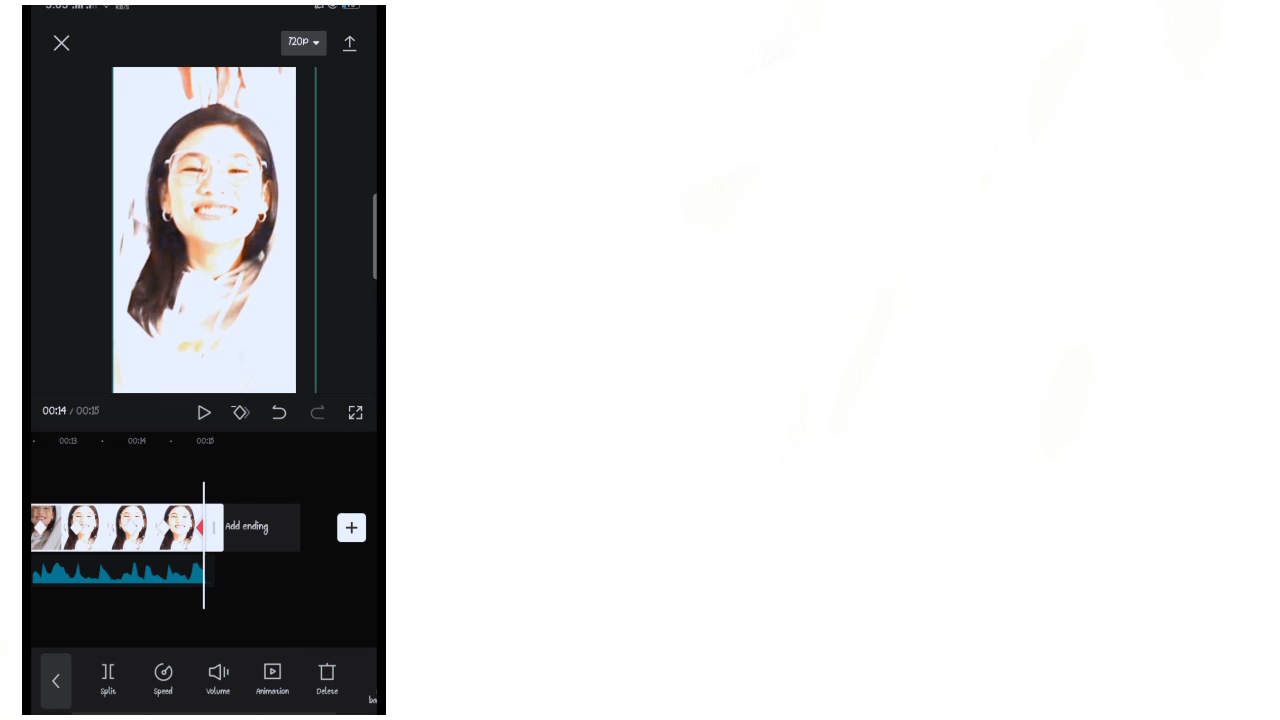 720P
00:14 / 00:15
00:13
00:14
00:15
Add ending
Split
Speed
Volume
Animation
Delete